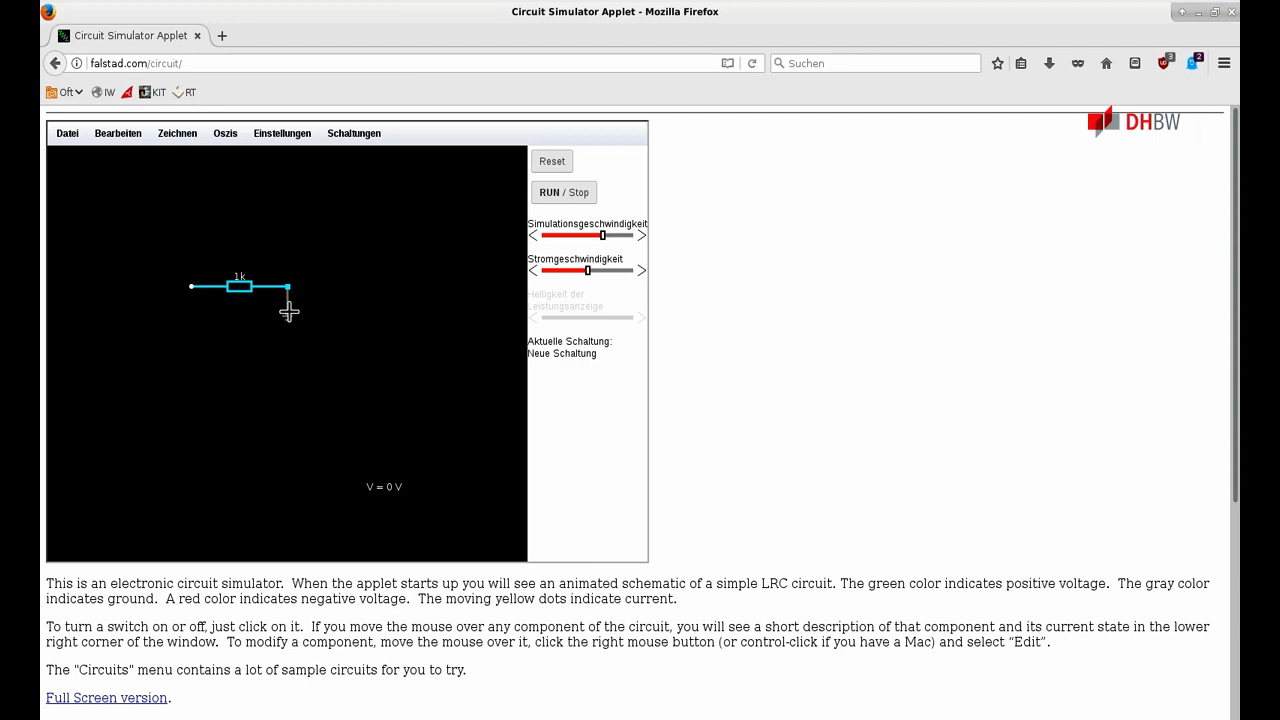 Circuit Simulator Applet - Mozilla Firefox
Circuit Simulator Applet
falstad.com/circuit/
Suchen
3
2
Oft
IW
KIT
RT
DHBW
Datei Bearbeiten Zeichnen Oszis Einstellungen Schaltungen
Reset
RUN / Stop
Simulationsgeschwindigkeit
Stromgeschwindigkeit
Helligkeit der
Leistungsanzeige
Aktuelle Schaltung:
Neue Schaltung
1k
V = 0 V
This is an electronic circuit simulator. When the applet starts up you will see an animated schematic of a simple LRC circuit. The green color indicates positive voltage. The gray color
indicates ground. A red color indicates negative voltage. The moving yellow dots indicate current.
To turn a switch on or off, just click on it. If you move the mouse over any component of the circuit, you will see a short description of that component and its current state in the lower
right corner of the window. To modify a component, move the mouse over it, click the right mouse button (or control-click if you have a Mac) and select “Edit”.
The "Circuits" menu contains a lot of sample circuits for you to try.
Full Screen version.